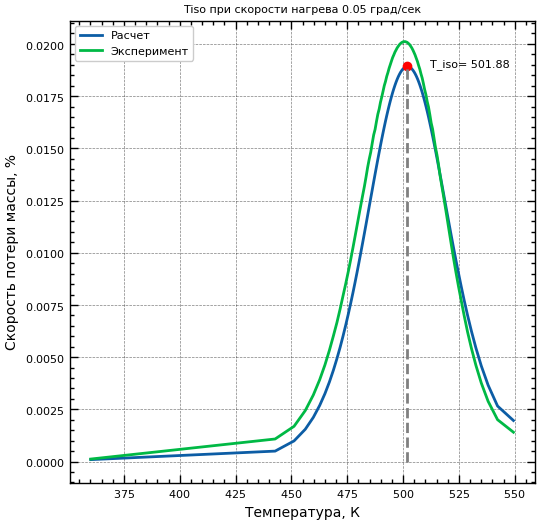 Tiso при скорости нагрева 0.05 град/сек
Расчет
Эксперимент
T_iso= 501.88
Скорость потери массы, %
0.0200
0.0175
0.0150
0.0125
0.0100
0.0075
0.0050
0.0025
0.0000
375 400 425 450 475 500 525 550
Температура, К